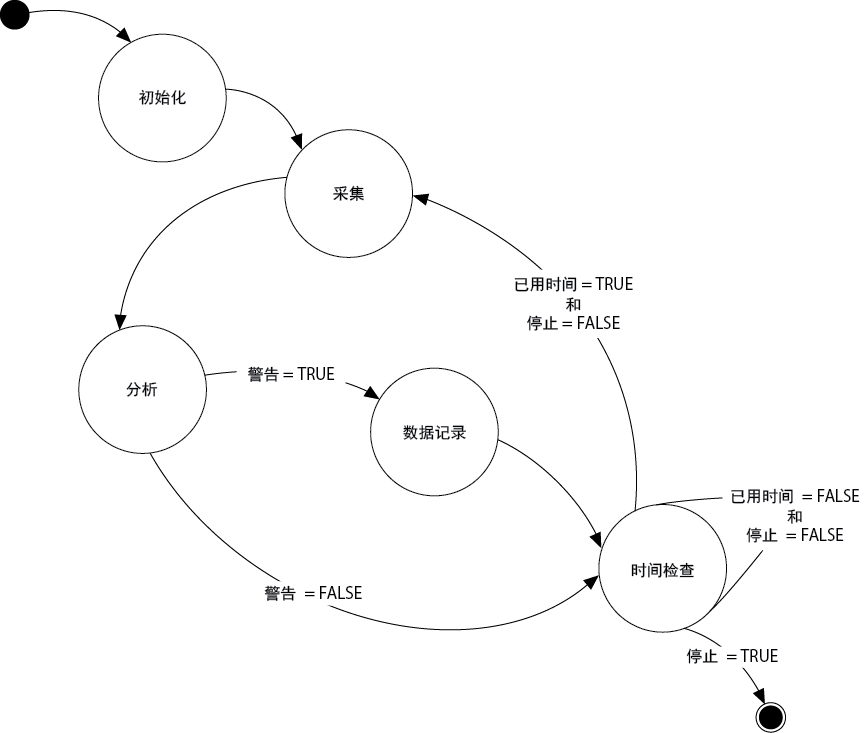 初始化
采集
已用时间 = TRUE
和
停止 = FALSE
分析
警告 = TRUE
数据记录
已用时间 = FALSE
和
停止 = FALSE
时间检查
警告 = FALSE
停止 = TRUE